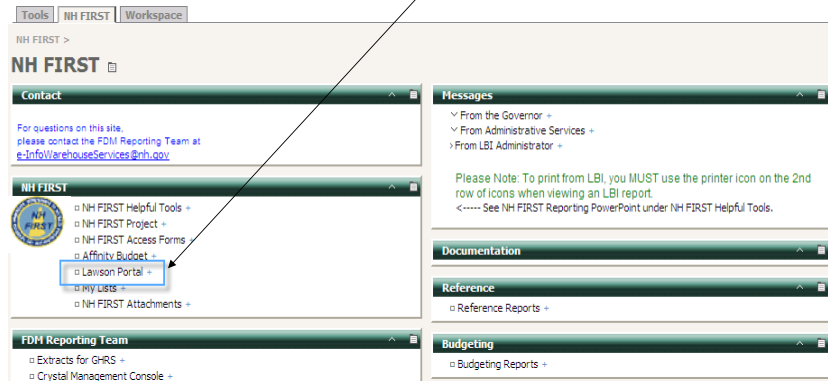 Tools NH FIRST Workspace
NH FIRST >
NH FIRST
Contact
For questions on this site,
please contact the FDM Reporting Team at
e-InfoWarehouseServices@nh.gov
NH FIRST
NH FIRST
NH FIRST Helpful Tools +
NH FIRST Project +
NH FIRST Access Forms +
Affinity Budget +
Lawson Portal +
My Lists +
NH FIRST Attachments +
FDM Reporting Team
Extracts for GHRS +
Crystal Management Console +
Messages
From the Governor +
From Administrative Services +
From LBI Administrator +
Please Note: To print from LBI, you MUST use the printer icon on the 2nd
row of icons when viewing an LBI report.
<----- See NH FIRST Reporting PowerPoint under NH FIRST Helpful Tools.
Documentation
Reference
Reference Reports +
Budgeting
Budgeting Reports +